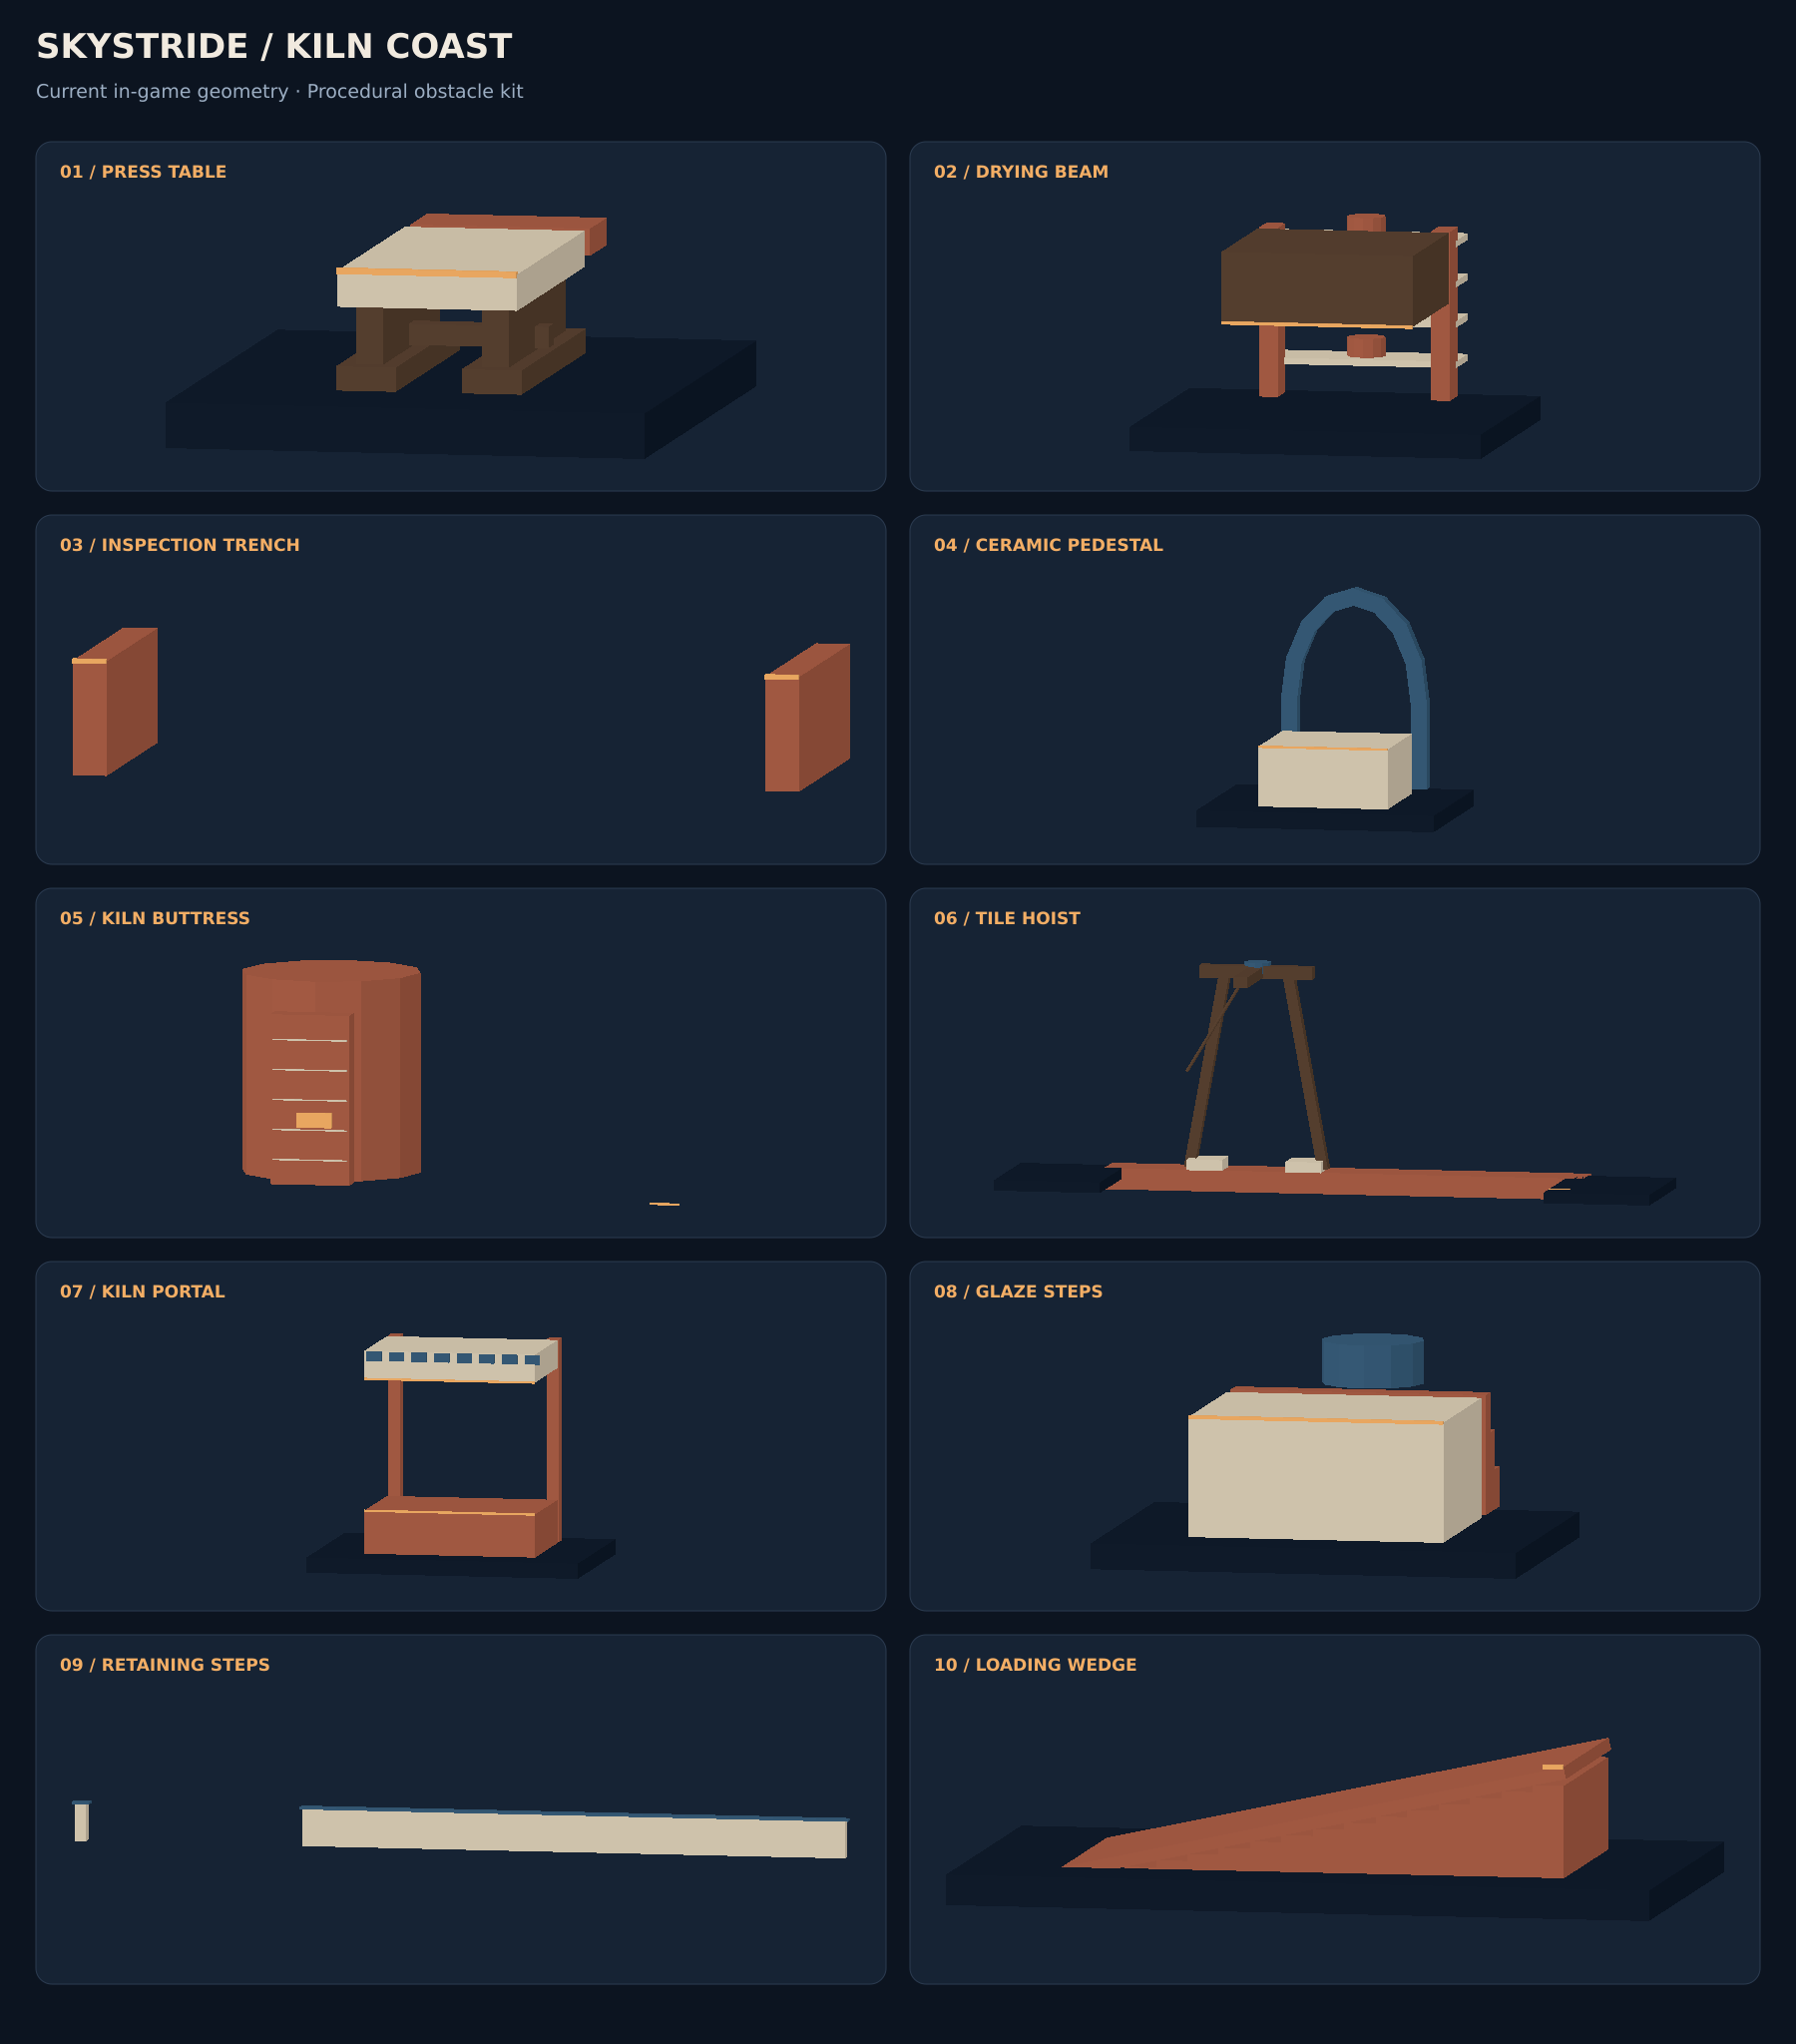 SKYSTRIDE / KILN COAST
Current in-game geometry · Procedural obstacle kit
01 / PRESS TABLE
02 / DRYING BEAM
03 / INSPECTION TRENCH
04 / CERAMIC PEDESTAL
05 / KILN BUTTRESS
06 / TILE HOIST
07 / KILN PORTAL
08 / GLAZE STEPS
09 / RETAINING STEPS
10 / LOADING WEDGE